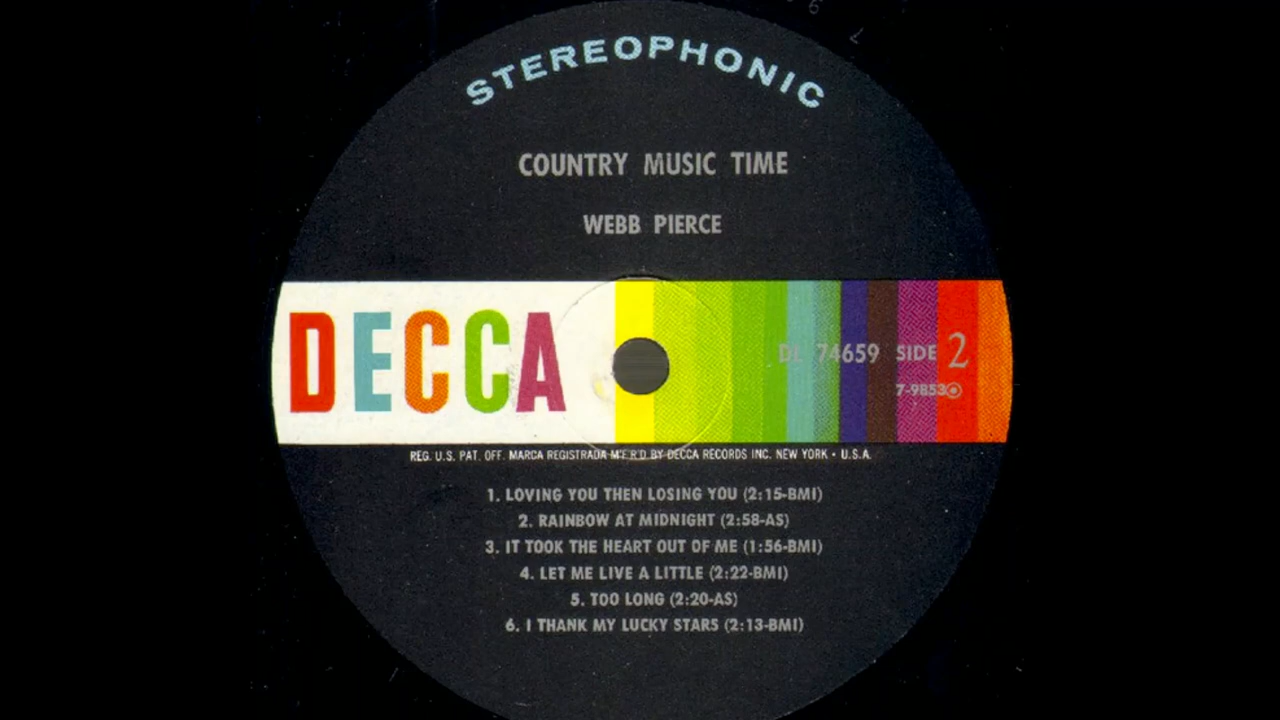 STEREOPHONIC
COUNTRY MUSIC TIME
WEBB PIERCE
DECCA
DL 74659 SIDE 2
7-9853
REG. U.S. PAT. OFF. MARCA REGISTRADA M'F'R'D BY DECCA RECORDS INC. NEW YORK • U.S.A.
1. LOVING YOU THEN LOSING YOU (2:15-BMI)
2. RAINBOW AT MIDNIGHT (2:58-AS)
3. IT TOOK THE HEART OUT OF ME (1:56-BMI)
4. LET ME LIVE A LITTLE (2:22-BMI)
5. TOO LONG (2:20-AS)
6. I THANK MY LUCKY STARS (2:13-BMI)